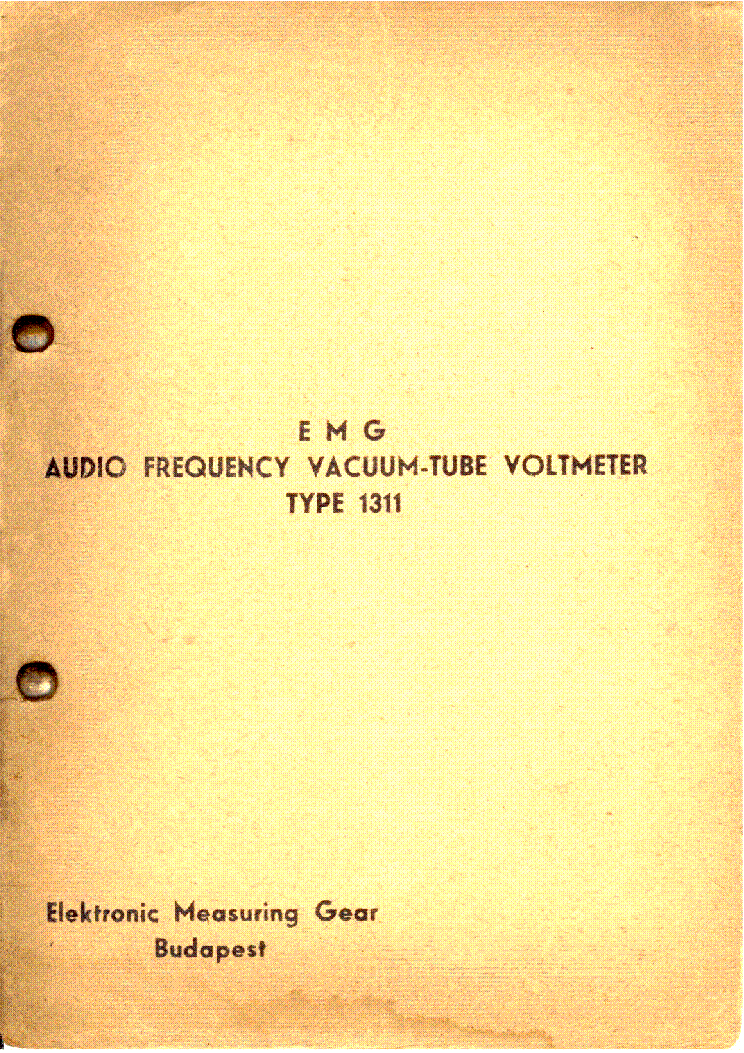 E M G
AUDIO FREQUENCY VACUUM-TUBE VOLTMETER
TYPE 1311
Elektronic Measuring Gear
Budapest